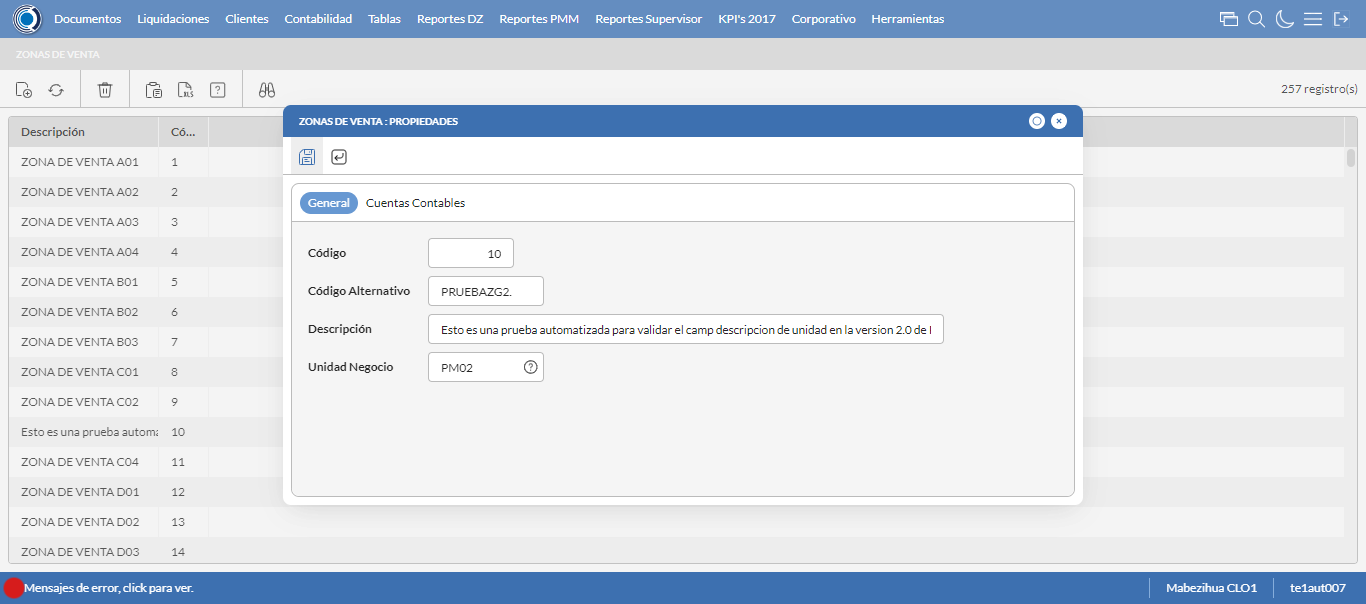 Documentos Liquidaciones Clientes Contabilidad Tablas Reportes DZ Reportes PMM Reportes Supervisor KPI's 2017 Corporativo Herramientas
ZONAS DE VENTA
XLS ?
257 registro(s)
Descripción Có...
ZONA DE VENTA A01 1
ZONA DE VENTA A02 2
ZONA DE VENTA A03 3
ZONA DE VENTA A04 4
ZONA DE VENTA B01 5
ZONA DE VENTA B02 6
ZONA DE VENTA B03 7
ZONA DE VENTA C01 8
ZONA DE VENTA C02 9
Esto es una prueba automa 10
ZONA DE VENTA C04 11
ZONA DE VENTA D01 12
ZONA DE VENTA D02 13
ZONA DE VENTA D03 14
ZONAS DE VENTA : PROPIEDADES
General Cuentas Contables
Código 10
Código Alternativo PRUEBAZG2.
Descripción Esto es una prueba automatizada para validar el camp descripcion de unidad en la version 2.0 de
Unidad Negocio PM02 ?
Mensajes de error, click para ver.
Mabezihua CLO1 te1aut007